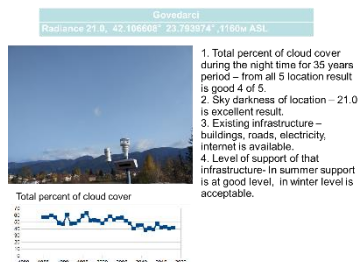 Govedarci
Radiance 21.0, 42.106608° 23.793974°,1160м ASL
1. Total percent of cloud cover
during the night time for 35 years
period – from all 5 location result
is good 4 of 5.
2. Sky darkness of location – 21.0
is excellent result.
3. Existing infrastructure –
buildings, roads, electricity,
internet is available.
4. Level of support of that
infrastructure- In summer support
is at good level, in winter level is
acceptable.
Total percent of cloud cover